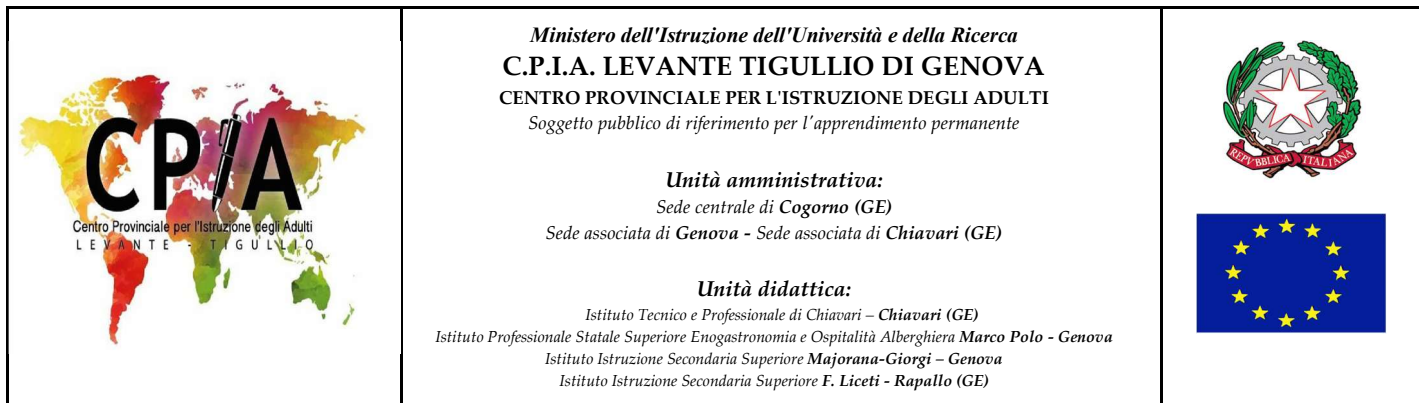 CPIA
Centro Provinciale per l'Istruzione degli Adulti
LEVANTE - TIGULLIO
Ministero dell'Istruzione dell'Università e della Ricerca
C.P.I.A. LEVANTE TIGULLIO DI GENOVA
CENTRO PROVINCIALE PER L'ISTRUZIONE DEGLI ADULTI
Soggetto pubblico di riferimento per l'apprendimento permanente
Unità amministrativa:
Sede centrale di Cogorno (GE)
Sede associata di Genova - Sede associata di Chiavari (GE)
Unità didattica:
Istituto Tecnico e Professionale di Chiavari – Chiavari (GE)
Istituto Professionale Statale Superiore Enogastronomia e Ospitalità Alberghiera Marco Polo - Genova
Istituto Istruzione Secondaria Superiore Majorana-Giorgi – Genova
Istituto Istruzione Secondaria Superiore F. Liceti - Rapallo (GE)
REPVBBLICA ITALIANA